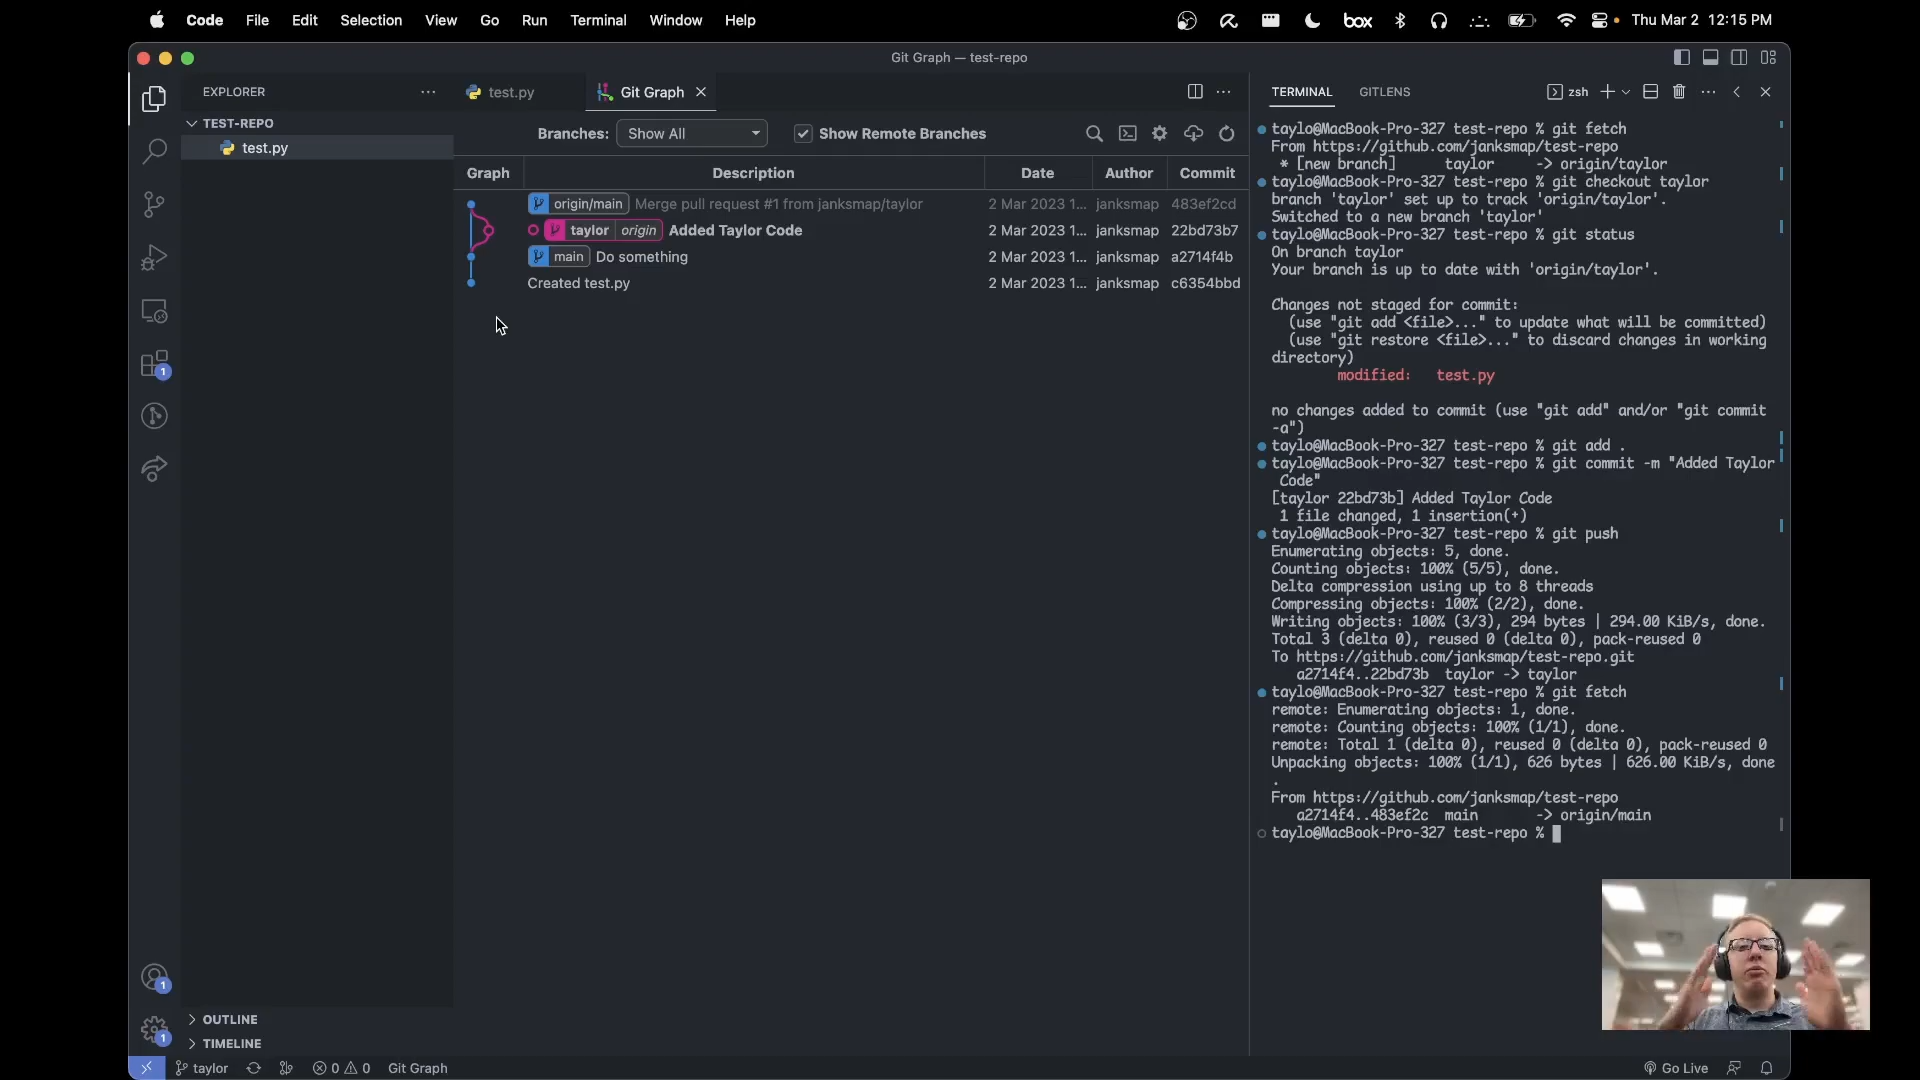 Code File Edit Selection View Go Run Terminal Window Help
box Thu Mar 2 12:15 PM
Git Graph — test-repo
EXPLORER
test.py
Git Graph
TERMINAL GITLENS
zsh
TEST-REPO
test.py
Branches: Show All Show Remote Branches
Graph Description Date Author Commit
origin/main Merge pull request #1 from janksmap/taylor 2 Mar 2023 1... janksmap 483ef2cd
taylor origin Added Taylor Code 2 Mar 2023 1... janksmap 22bd73b7
main Do something 2 Mar 2023 1... janksmap a2714f4b
Created test.py 2 Mar 2023 1... janksmap c6354bbd
taylo@MacBook-Pro-327 test-repo % git fetch
From https://github.com/janksmap/test-repo
* [new branch] taylor -> origin/taylor
taylo@MacBook-Pro-327 test-repo % git checkout taylor
branch 'taylor' set up to track 'origin/taylor'.
Switched to a new branch 'taylor'
taylo@MacBook-Pro-327 test-repo % git status
On branch taylor
Your branch is up to date with 'origin/taylor'.
Changes not staged for commit:
(use "git add <file>..." to update what will be committed)
(use "git restore <file>..." to discard changes in working
directory)
modified: test.py
no changes added to commit (use "git add" and/or "git commit
-a")
taylo@MacBook-Pro-327 test-repo % git add .
taylo@MacBook-Pro-327 test-repo % git commit -m "Added Taylor
Code"
[taylor 22bd73b] Added Taylor Code
1 file changed, 1 insertion(+)
taylo@MacBook-Pro-327 test-repo % git push
Enumerating objects: 5, done.
Counting objects: 100% (5/5), done.
Delta compression using up to 8 threads
Compressing objects: 100% (2/2), done.
Writing objects: 100% (3/3), 294 bytes | 294.00 KiB/s, done.
Total 3 (delta 0), reused 0 (delta 0), pack-reused 0
To https://github.com/janksmap/test-repo.git
a2714f4..22bd73b taylor -> taylor
taylo@MacBook-Pro-327 test-repo % git fetch
remote: Enumerating objects: 1, done.
remote: Counting objects: 100% (1/1), done.
remote: Total 1 (delta 0), reused 0 (delta 0), pack-reused 0
Unpacking objects: 100% (1/1), 626 bytes | 626.00 KiB/s, done
.
From https://github.com/janksmap/test-repo
a2714f4..483ef2c main -> origin/main
taylo@MacBook-Pro-327 test-repo %
1
1
1
OUTLINE
TIMELINE
taylor 0 0 Git Graph
Go Live